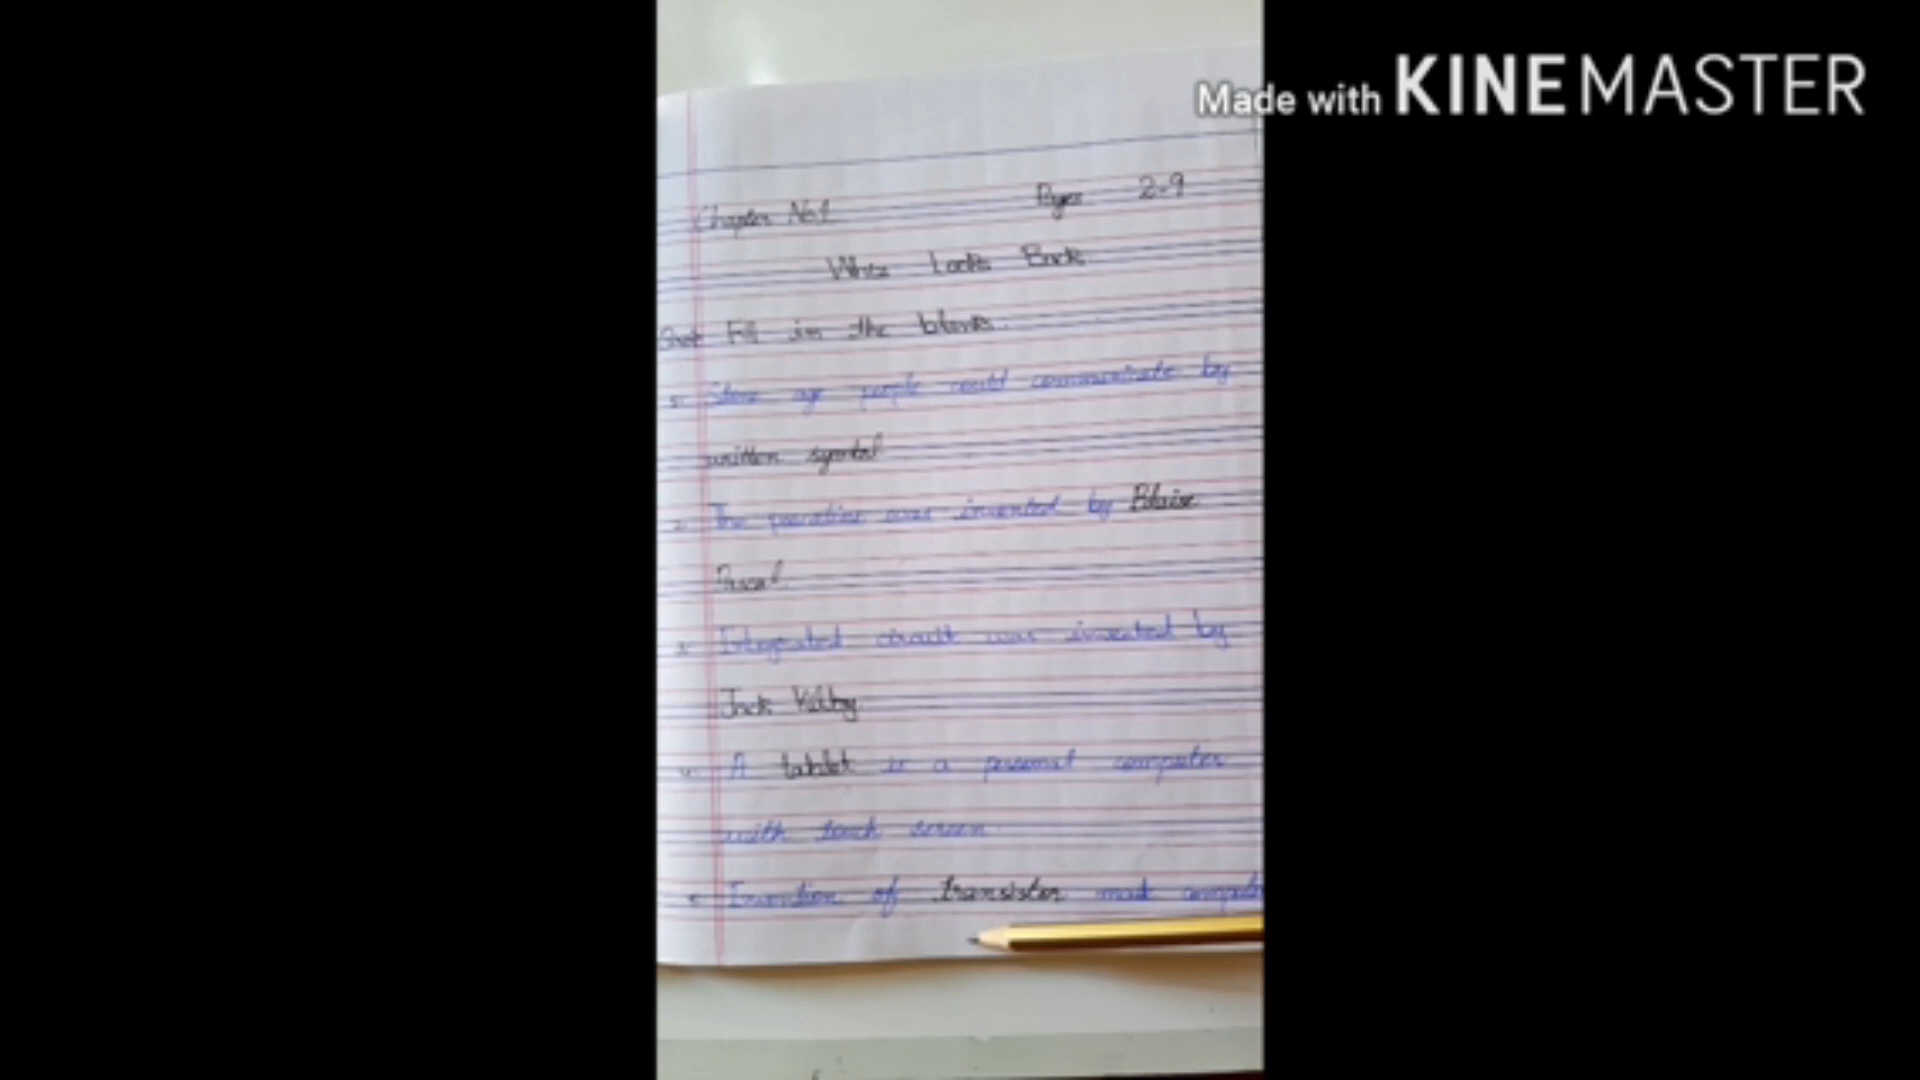 Made with KINEMASTER
Chapter No.1 Pages 2-9
Whiz Looks Back
Fill in the blanks.
1. Stone age people could communicate by
written symbol
2. The pascaline was invented by Blaise
Pascal.
3. Integrated circuit was invented by
Jack Kilby
4. A tablet is a personal computer
with touch screen.
5. Invention of transistor made